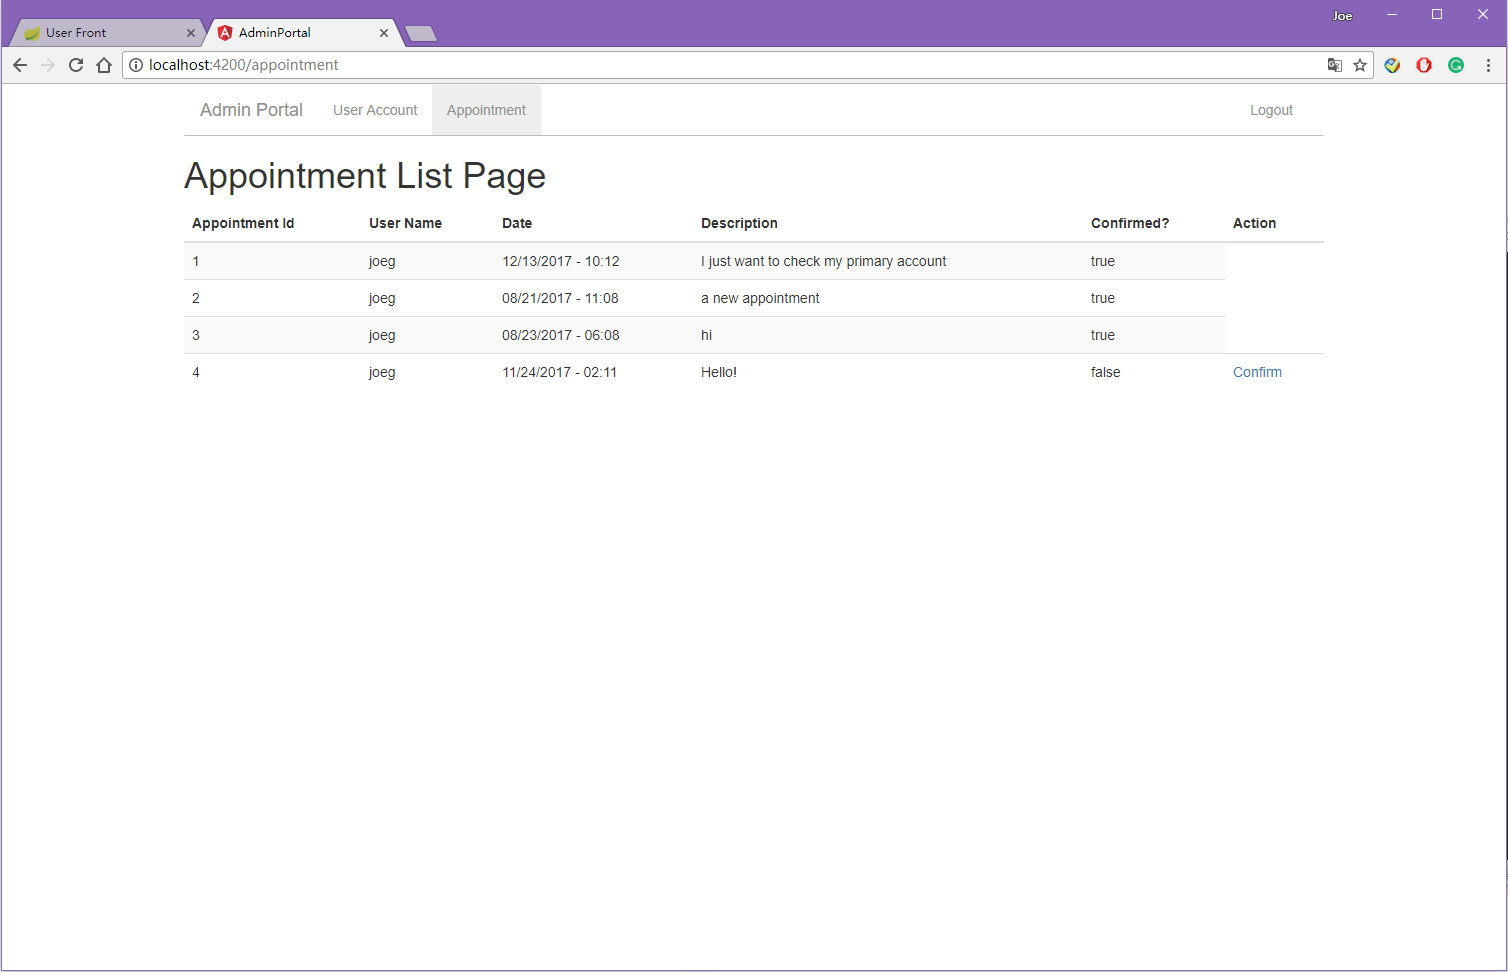 Joe
User Front
AdminPortal
localhost:4200/appointment
Admin Portal User Account Appointment Logout
Appointment List Page
Appointment Id User Name Date Description Confirmed? Action
1 joeg 12/13/2017 - 10:12 I just want to check my primary account true
2 joeg 08/21/2017 - 11:08 a new appointment true
3 joeg 08/23/2017 - 06:08 hi true
4 joeg 11/24/2017 - 02:11 Hello! false Confirm